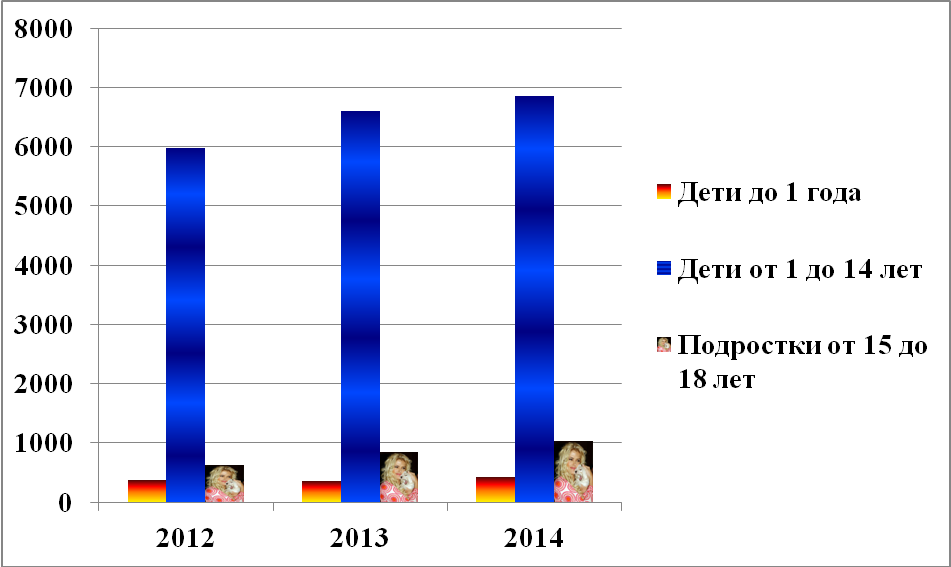 8000
7000
6000
5000
4000
3000
2000
1000
0
2012 2013 2014
Дети до 1 года
Дети от 1 до 14 лет
Подростки от 15 до
18 лет